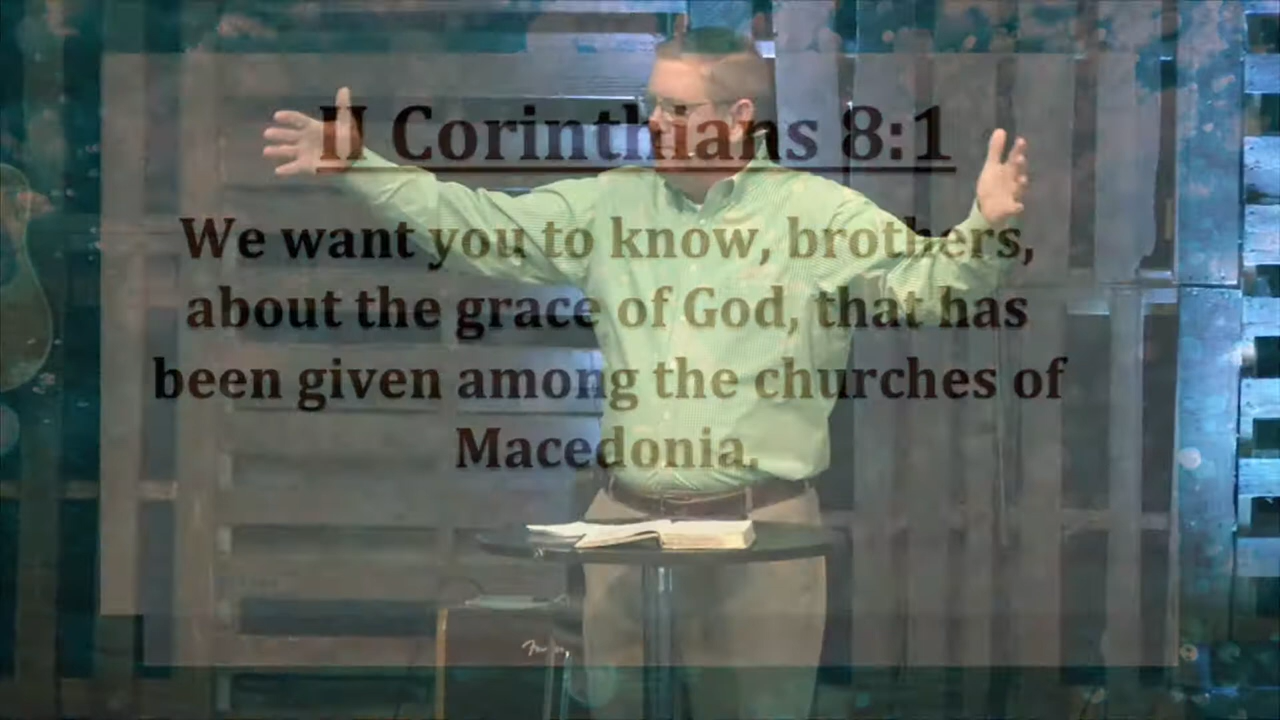 II Corinthians 8:1
We want you to know, brothers,
about the grace of God, that has
been given among the churches of
Macedonia.
Fender